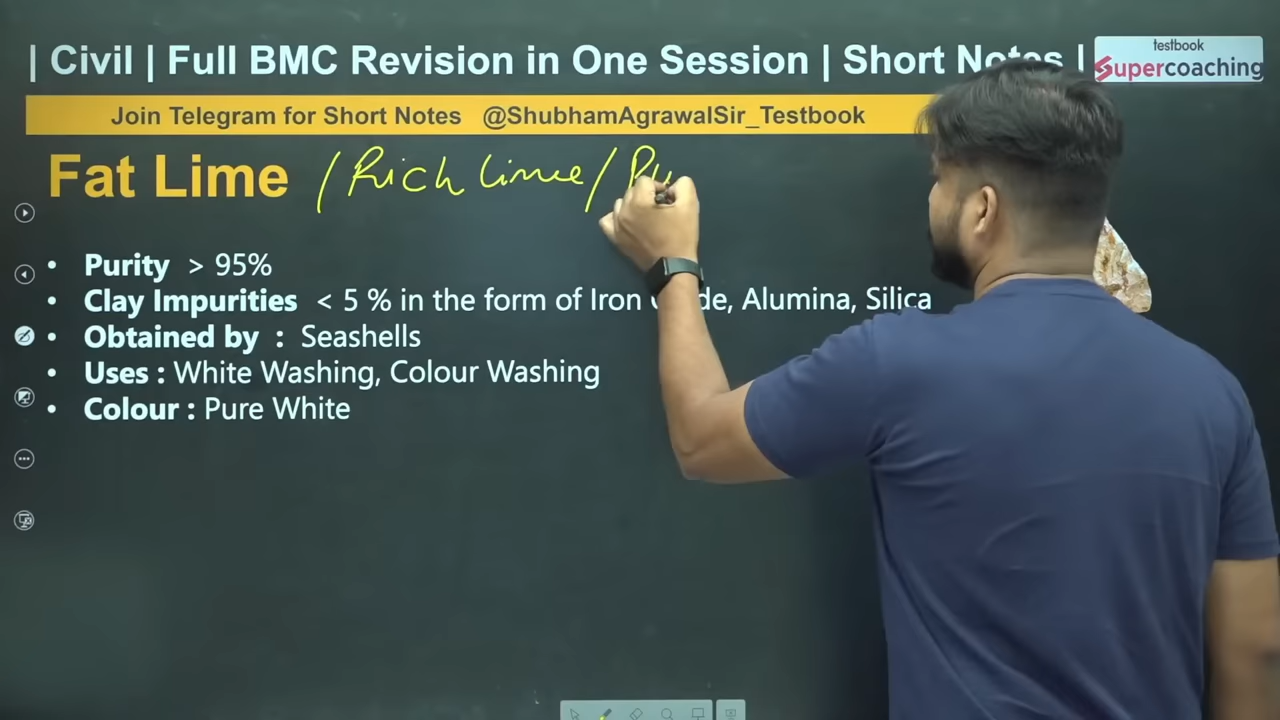 | Civil | Full BMC Revision in One Session | Short Notes |
testbook
Supercoaching
Join Telegram for Short Notes @ShubhamAgrawalSir_Testbook
Fat Lime / Rich lime /
• Purity > 95%
• Clay Impurities < 5 % in the form of Iron Alumina, Silica
• Obtained by : Seashells
• Uses : White Washing, Colour Washing
• Colour : Pure White